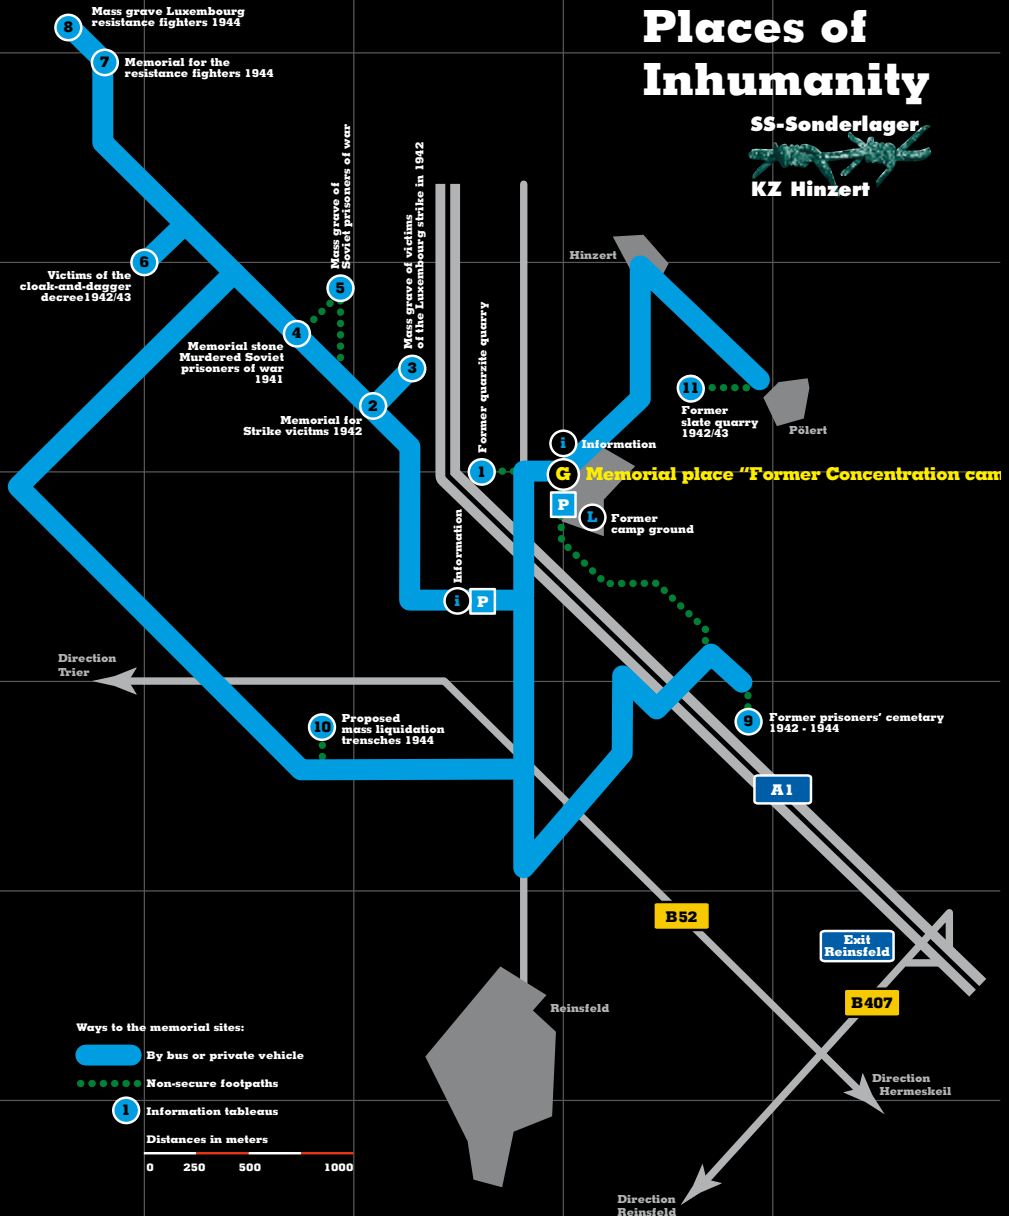 Places of
Inhumanity
SS-Sonderlager
KZ Hinzert
8
Mass grave Luxembourg
resistance fighters 1944
7
Memorial for the
resistance fighters 1944
6
Victims of the
cloak-and-dagger
decree1942/43
5
Mass grave of
Soviet prisoners of war
4
Memorial stone
Murdered Soviet
prisoners of war
1941
3
Mass grave of victims
of the Luxembourg strike in 1942
2
Memorial for
Strike vicitms 1942
1
Former quarzite quarry
Hinzert
11
Former
slate quarry
1942/43
Pölert
i
Information
G
Memorial place “Former Concentration cam
P
L
Former
camp ground
Information
i
P
Direction
Trier
10
Proposed
mass liquidation
trensches 1944
9
Former prisoners’ cemetary
1942 - 1944
A1
B52
Exit
Reinsfeld
B407
Reinsfeld
Direction
Hermeskeil
Direction
Reinsfeld
Ways to the memorial sites:
By bus or private vehicle
Non-secure footpaths
1
Information tableaus
Distances in meters
0 250 500 1000